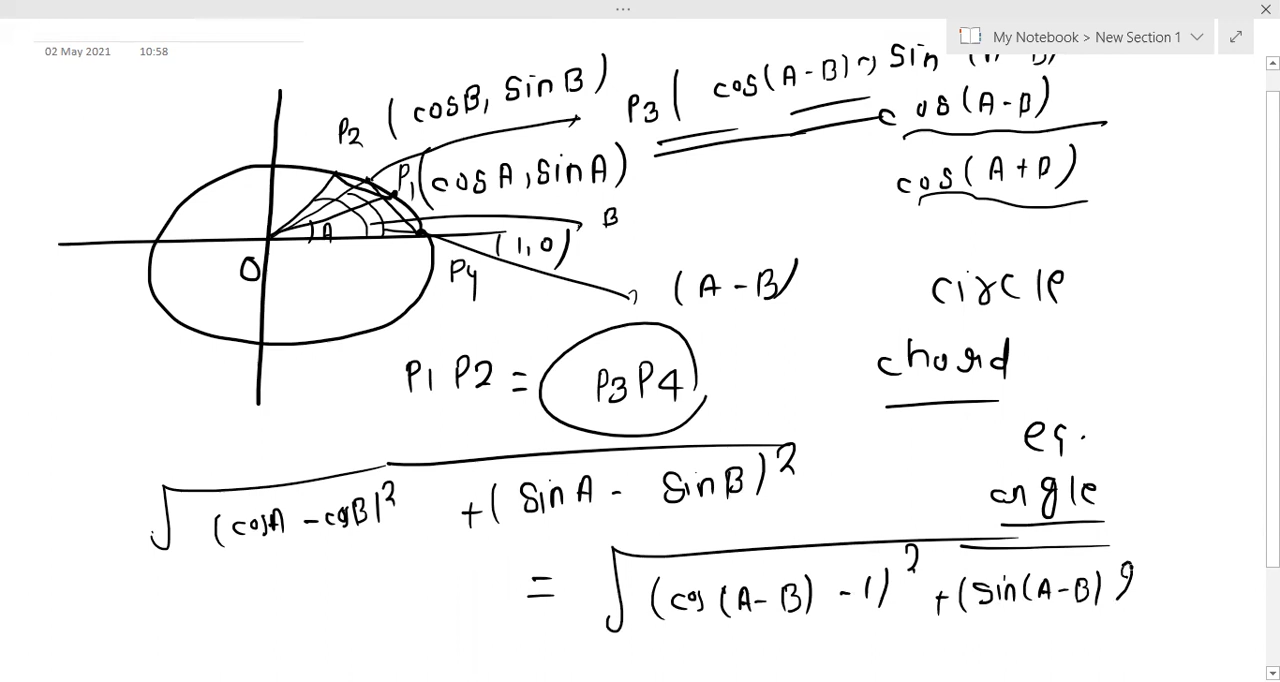 02 May 2021 10:58
My Notebook > New Section 1
P2 ( cosB, SinB )
P3 ( cos(A-B), Sin
cos(A-B)
P1 ( cosA, SinA )
cos(A+B)
A
B
(1,0)
O
P4
(A-B)
circle
P1 P2 = P3P4
chord
eq.
angle
√(cosA - cosB)² + (SinA - SinB)²
= √(cos(A-B) -1)² + (Sin(A-B))